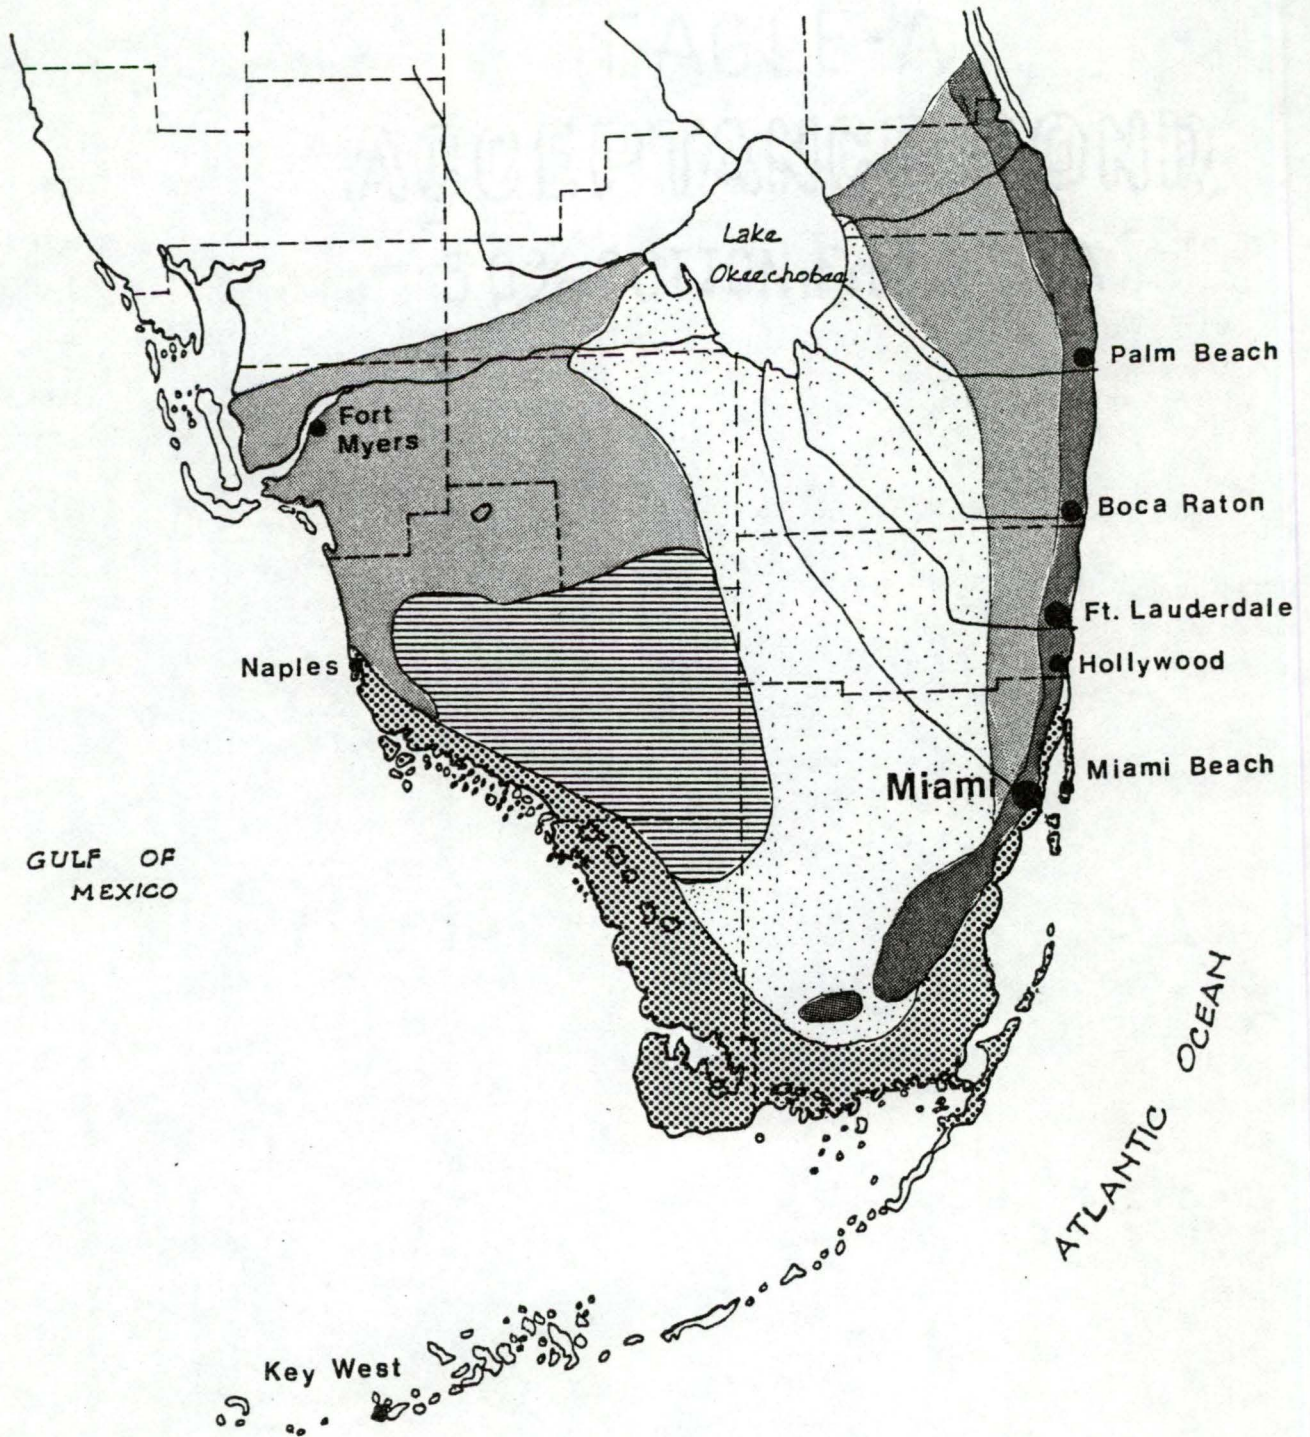 Lake
Okeechobee
Palm Beach
Fort
Myers
Boca Raton
Ft. Lauderdale
Naples
Hollywood
Miami Beach
Miami
GULF OF
MEXICO
ATLANTIC OCEAN
Key West